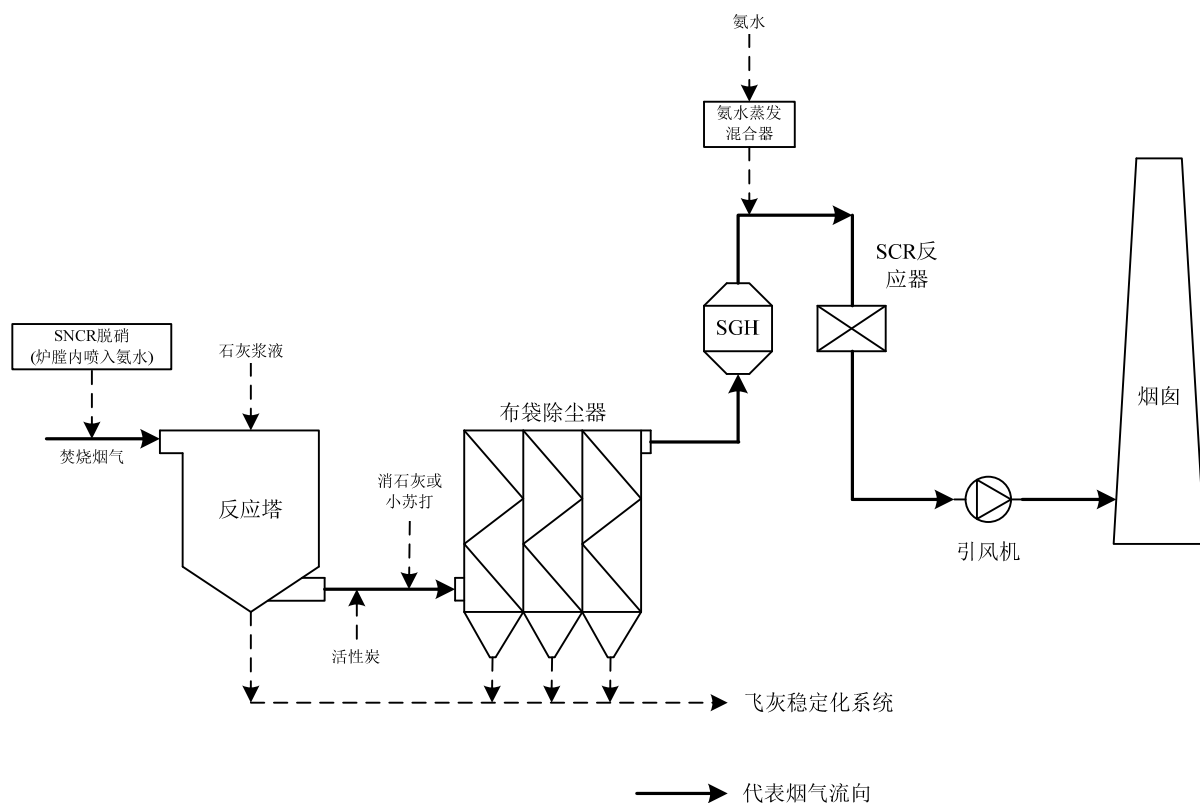 氨水
氨水蒸发
混合器
SCR反
应器
SGH
SNCR脱硝
(炉膛内喷入氨水)
石灰浆液
烟囱
布袋除尘器
焚烧烟气
消石灰或
小苏打
反应塔
引风机
活性炭
飞灰稳定化系统
代表烟气流向